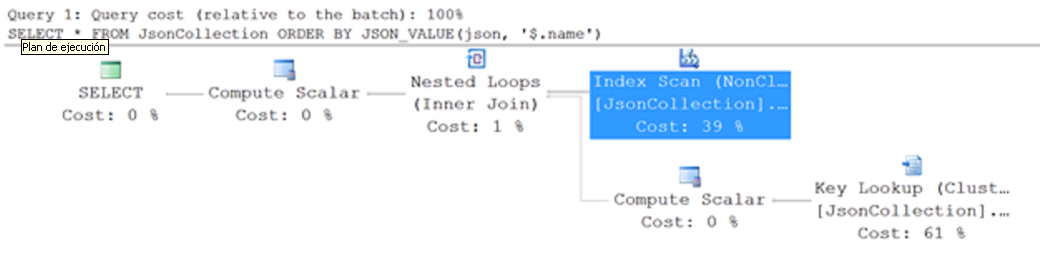 Query 1: Query cost (relative to the batch): 100%
SELECT * FROM JsonCollection ORDER BY JSON_VALUE(json, '$.name')
Plan de ejecución
SELECT
Cost: 0 %
Compute Scalar
Cost: 0 %
Nested Loops
(Inner Join)
Cost: 1 %
Index Scan (NonCl…
[JsonCollection].…
Cost: 39 %
Compute Scalar
Cost: 0 %
Key Lookup (Clust…
[JsonCollection].…
Cost: 61 %